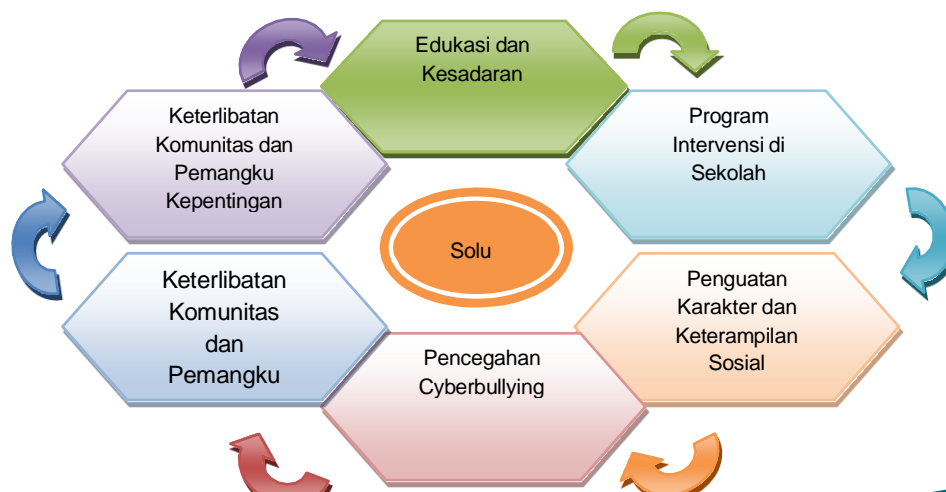 Edukasi dan
Kesadaran
Program
Intervensi di
Sekolah
Penguatan
Karakter dan
Keterampilan
Sosial
Pencegahan
Cyberbullying
Keterlibatan
Komunitas
dan
Pemangku
Keterlibatan
Komunitas dan
Pemangku
Kepentingan
Solu